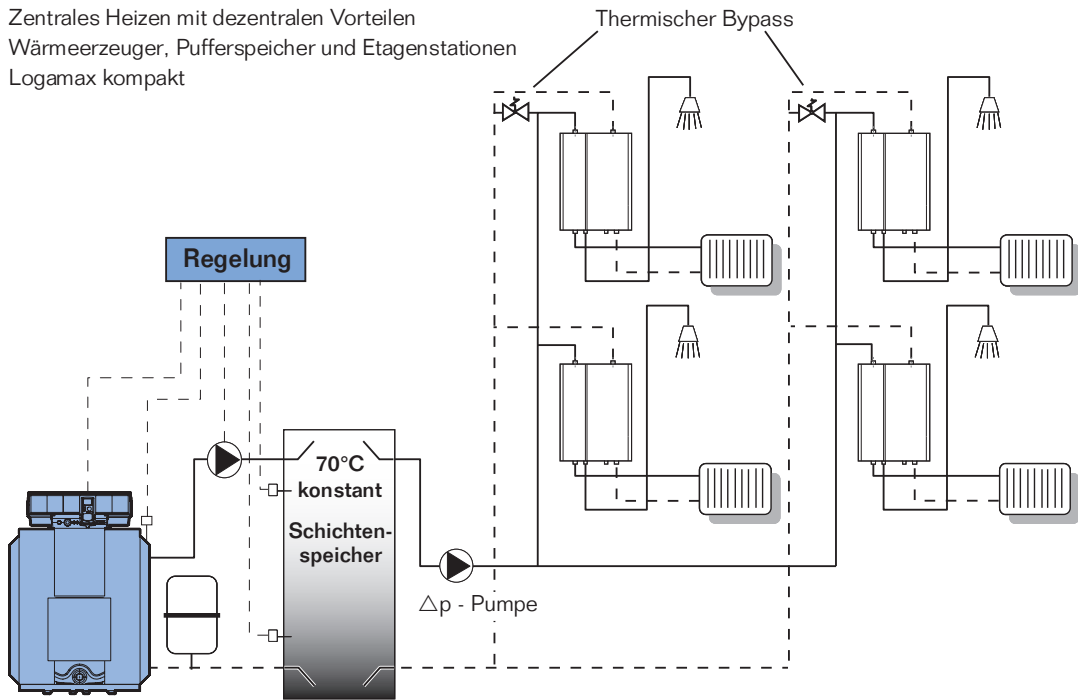 Zentrales Heizen mit dezentralen Vorteilen
Wärmeerzeuger, Pufferspeicher und Etagenstationen
Logamax kompakt
Thermischer Bypass
Regelung
70°C
konstant
Schichten-
speicher
△p - Pumpe